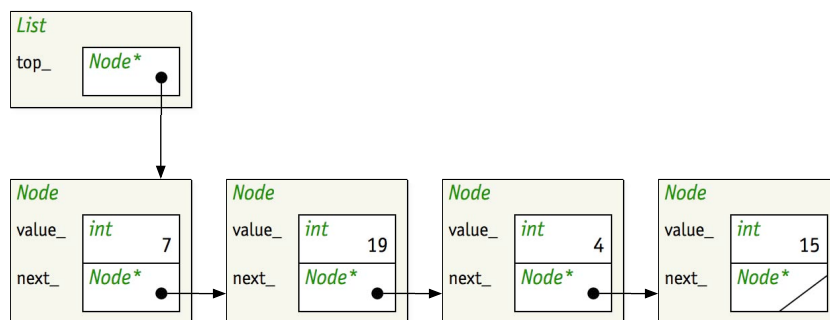 List
top_ Node*
Node
value_ int
7
next_ Node*
Node
value_ int
19
next_ Node*
Node
value_ int
4
next_ Node*
Node
value_ int
15
next_ Node*